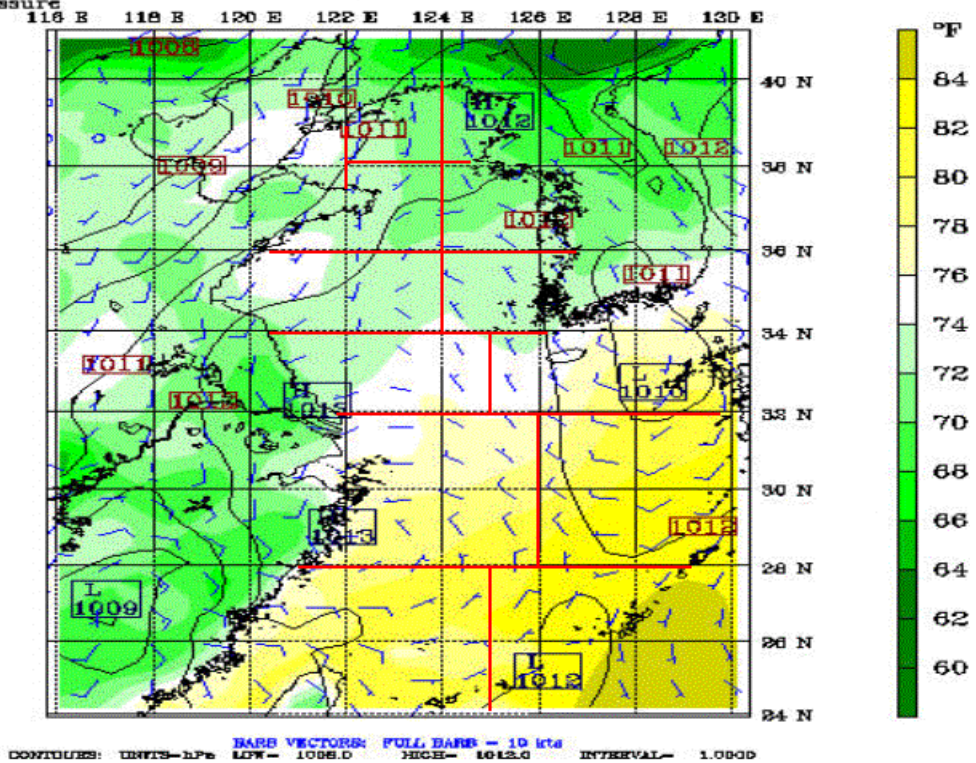 ssure
116 E 118 E 120 E 122 E 124 E 126 E 128 E 130 E
°F
1008
84
40 N
1010
H
1012
82
1011
1011
1012
1009
38 N
80
1012
78
36 N
1011
76
34 N
74
1011
L
1010
72
H
1013
1012
32 N
70
68
30 N
1013
1012
66
28 N
64
L
1009
62
26 N
L
1012
60
24 N
BARB VECTORS: FULL BARB = 10 kts
CONTOURS: UNITS=hPa LOW= 1008.0 HIGH= 1012.0 INTERVAL= 1.0000